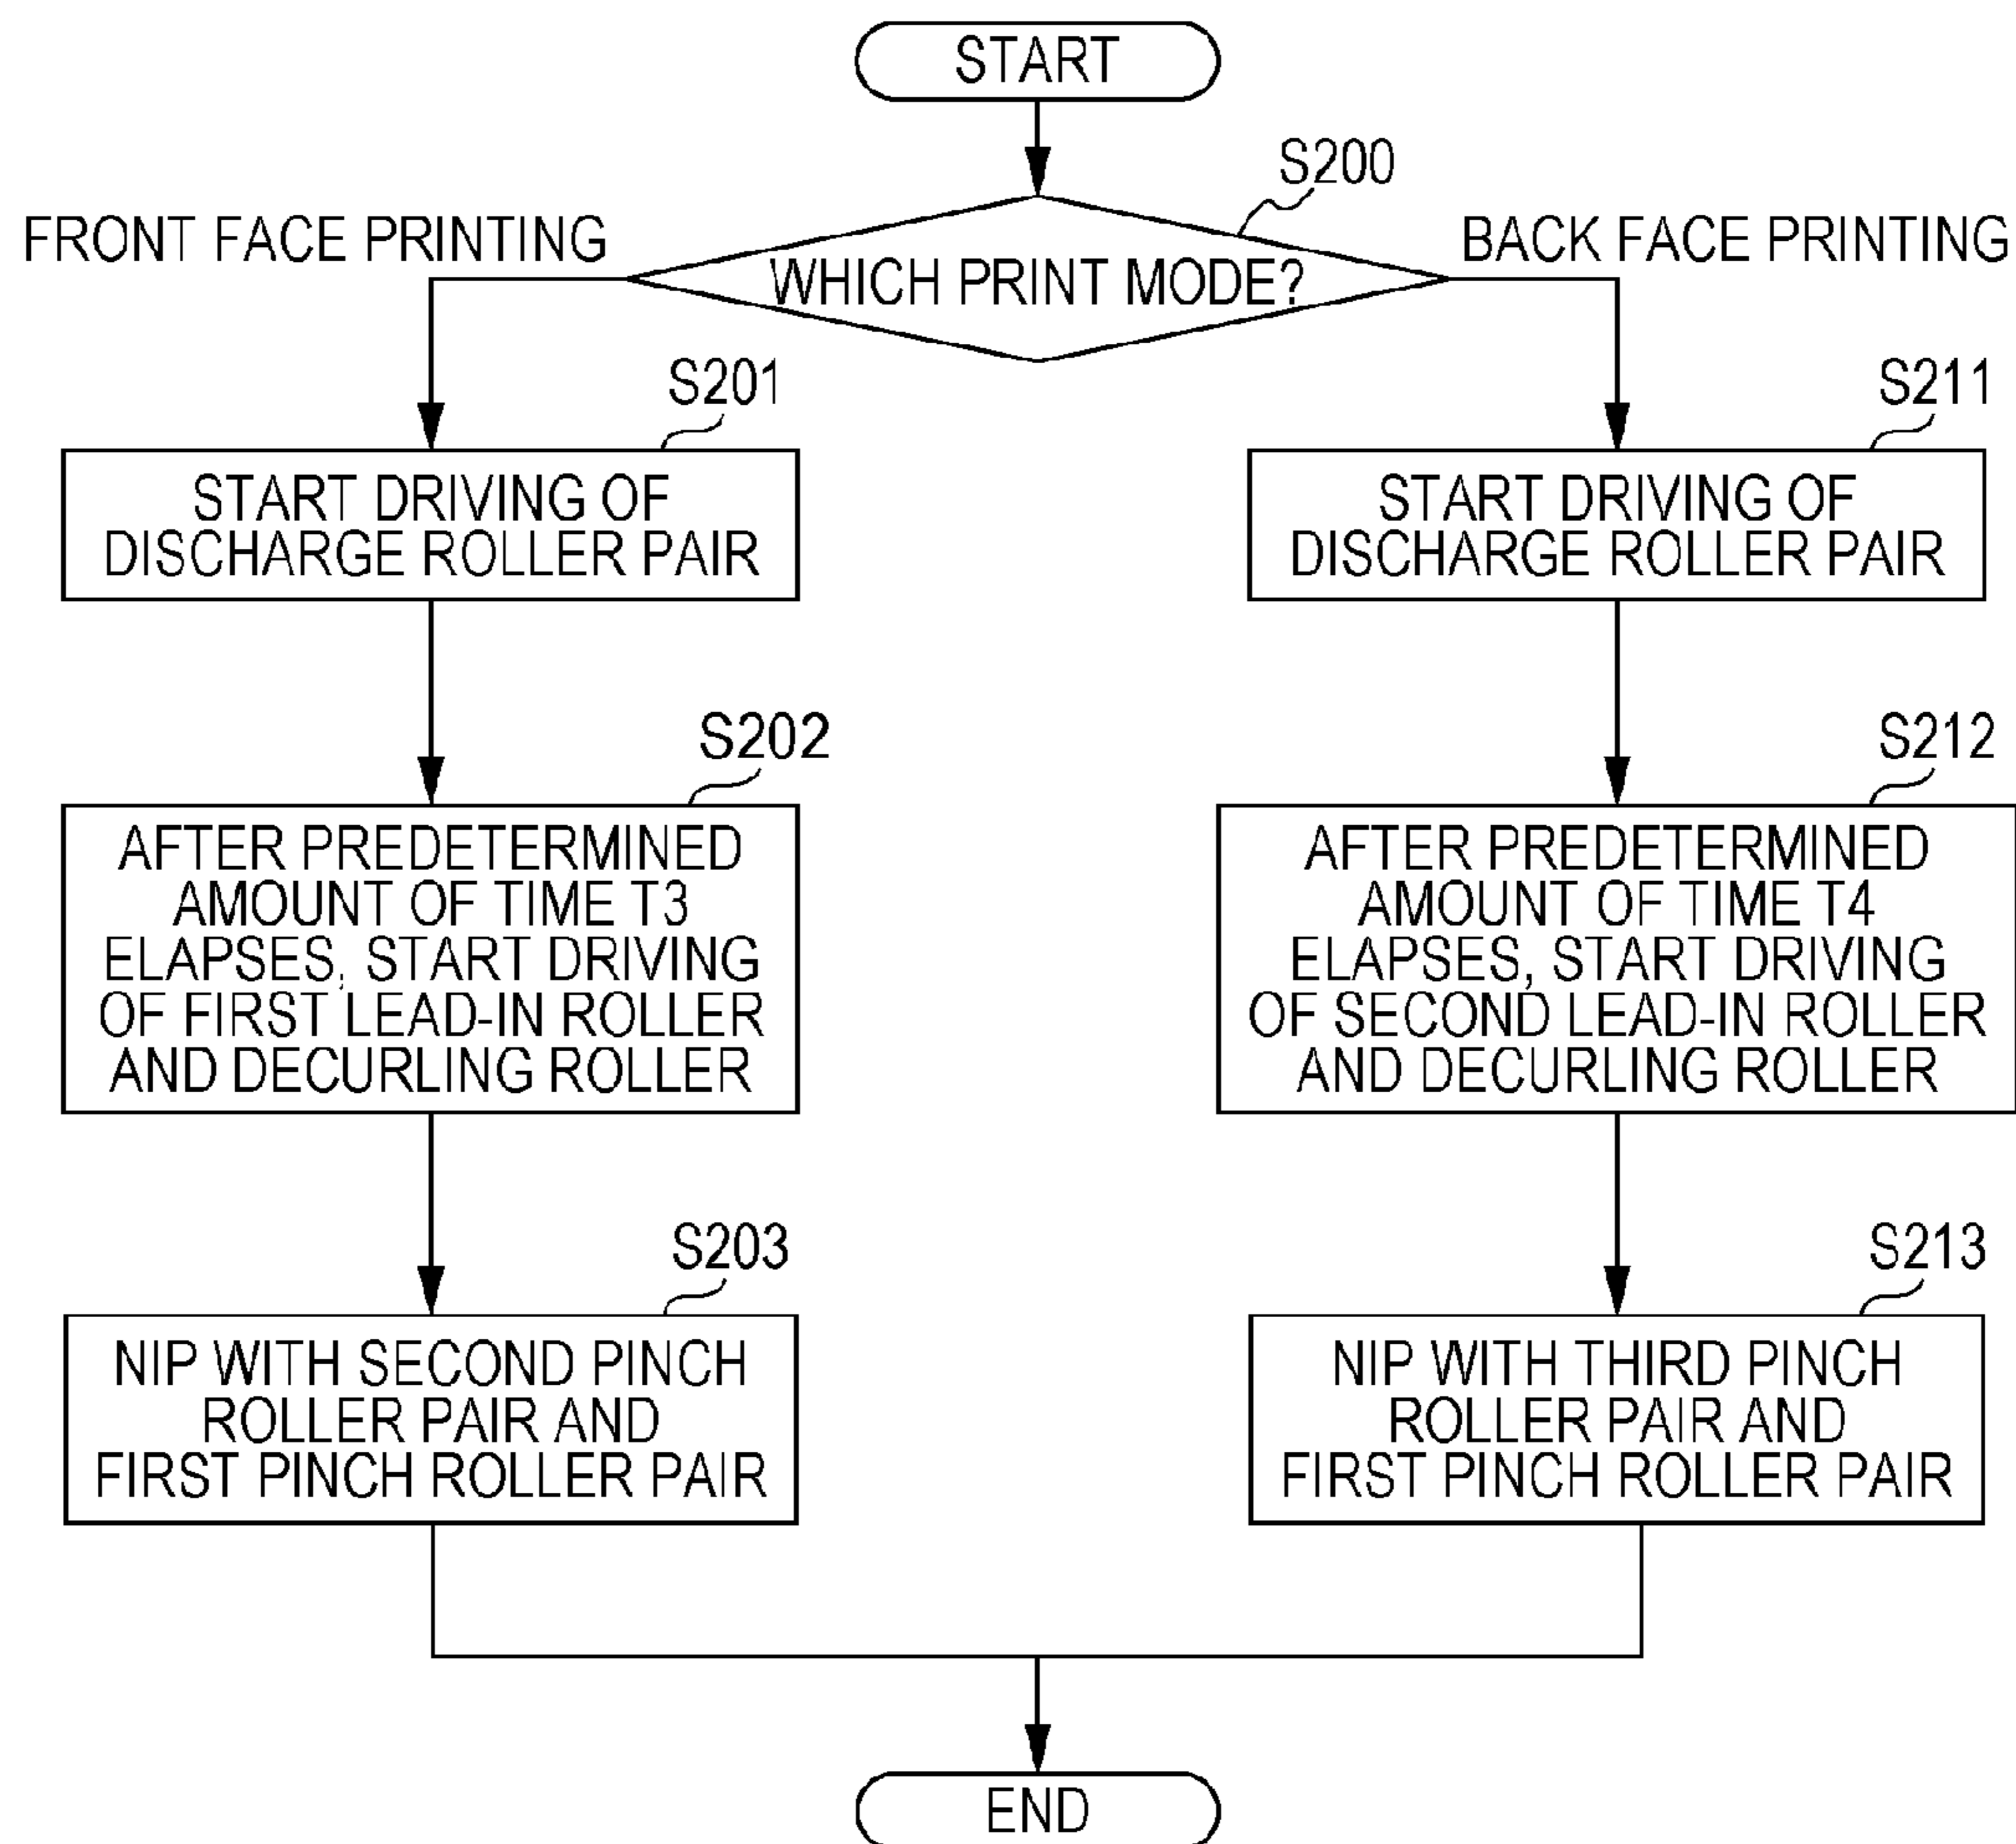 START
S200
FRONT FACE PRINTING
WHICH PRINT MODE?
BACK FACE PRINTING
S201
START DRIVING OF
DISCHARGE ROLLER PAIR
S202
AFTER PREDETERMINED
AMOUNT OF TIME T3
ELAPSES, START DRIVING
OF FIRST LEAD-IN ROLLER
AND DECURLING ROLLER
S203
NIP WITH SECOND PINCH
ROLLER PAIR AND
FIRST PINCH ROLLER PAIR
S211
START DRIVING OF
DISCHARGE ROLLER PAIR
S212
AFTER PREDETERMINED
AMOUNT OF TIME T4
ELAPSES, START DRIVING
OF SECOND LEAD-IN ROLLER
AND DECURLING ROLLER
S213
NIP WITH THIRD PINCH
ROLLER PAIR AND
FIRST PINCH ROLLER PAIR
END